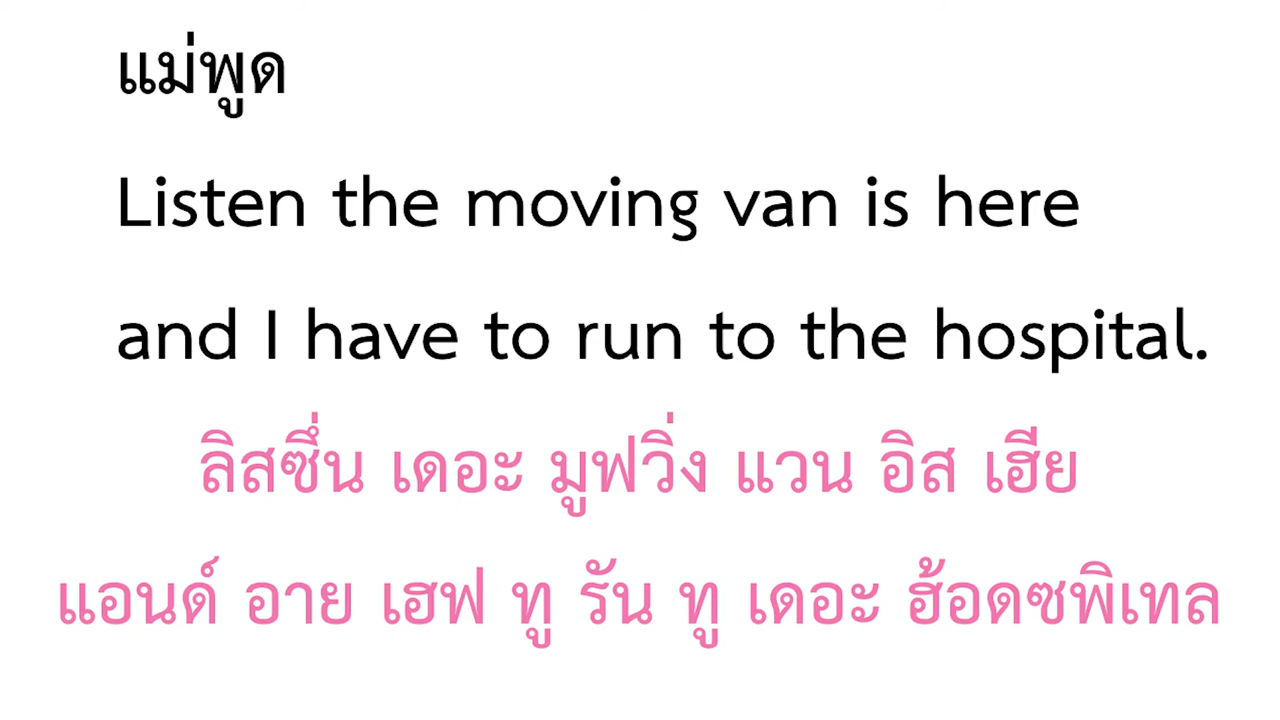 แม่พูด
Listen the moving van is here
and I have to run to the hospital.
ลิสซึ่น เดอะ มูฟวิ่ง แวน อิส เฮีย
แอนด์ อาย เฮฟ ทู รัน ทู เดอะ ฮ้อดซพิเทล